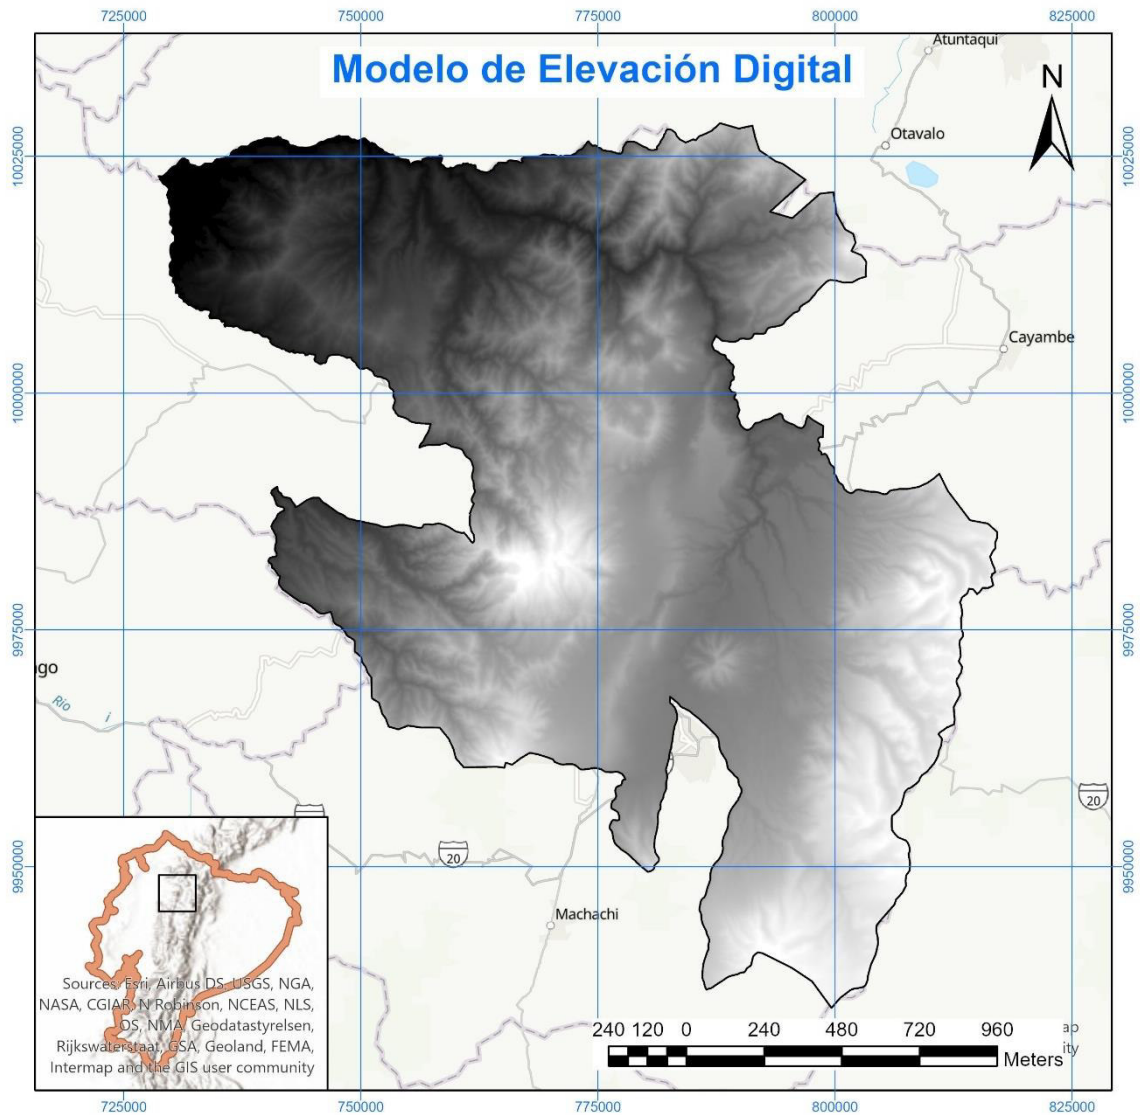 725000 750000 775000 800000 825000
Atuntaqui
Modelo de Elevación Digital
N
Otavalo
10025000 10025000
Cayambe
10000000 10000000
9975000 9975000
go
Rio i
20
20
9950000 9950000
Machachi
Sources: Esri, Airbus DS, USGS, NGA,
NASA, CGIAR, N Robinson, NCEAS, NLS,
OS, NMA, Geodatastyrelsen,
Rijkswaterstaat, GSA, Geoland, FEMA,
Intermap and the GIS user community
240 120 0 240 480 720 960
Meters
ap
ity
725000 750000 775000 800000 825000